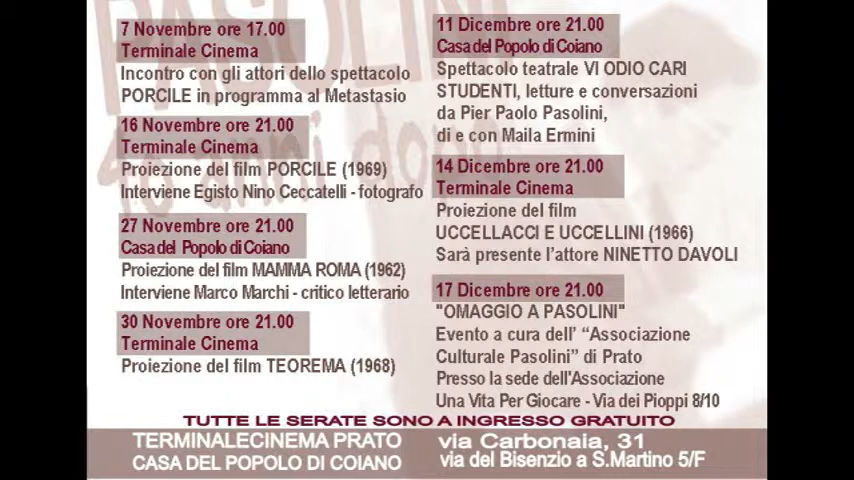 PASOLINI
40 anni dopo
7 Novembre ore 17.00
Terminale Cinema
Incontro con gli attori dello spettacolo
PORCILE in programma al Metastasio
16 Novembre ore 21.00
Terminale Cinema
Proiezione del film PORCILE (1969)
Interviene Egisto Nino Ceccatelli - fotografo
27 Novembre ore 21.00
Casa del Popolo di Coiano
Proiezione del film MAMMA ROMA (1962)
Interviene Marco Marchi - critico letterario
30 Novembre ore 21.00
Terminale Cinema
Proiezione del film TEOREMA (1968)
11 Dicembre ore 21.00
Casa del Popolo di Coiano
Spettacolo teatrale VI ODIO CARI
STUDENTI, letture e conversazioni
da Pier Paolo Pasolini,
di e con Maila Ermini
14 Dicembre ore 21.00
Terminale Cinema
Proiezione del film
UCCELLACCI E UCCELLINI (1966)
Sarà presente l'attore NINETTO DAVOLI
17 Dicembre ore 21.00
"OMAGGIO A PASOLINI"
Evento a cura dell' “Associazione
Culturale Pasolini” di Prato
Presso la sede dell'Associazione
Una Vita Per Giocare - Via dei Pioppi 8/10
TUTTE LE SERATE SONO A INGRESSO GRATUITO
TERMINALECINEMA PRATO via Carbonaia, 31
CASA DEL POPOLO DI COIANO via del Bisenzio a S.Martino 5/F